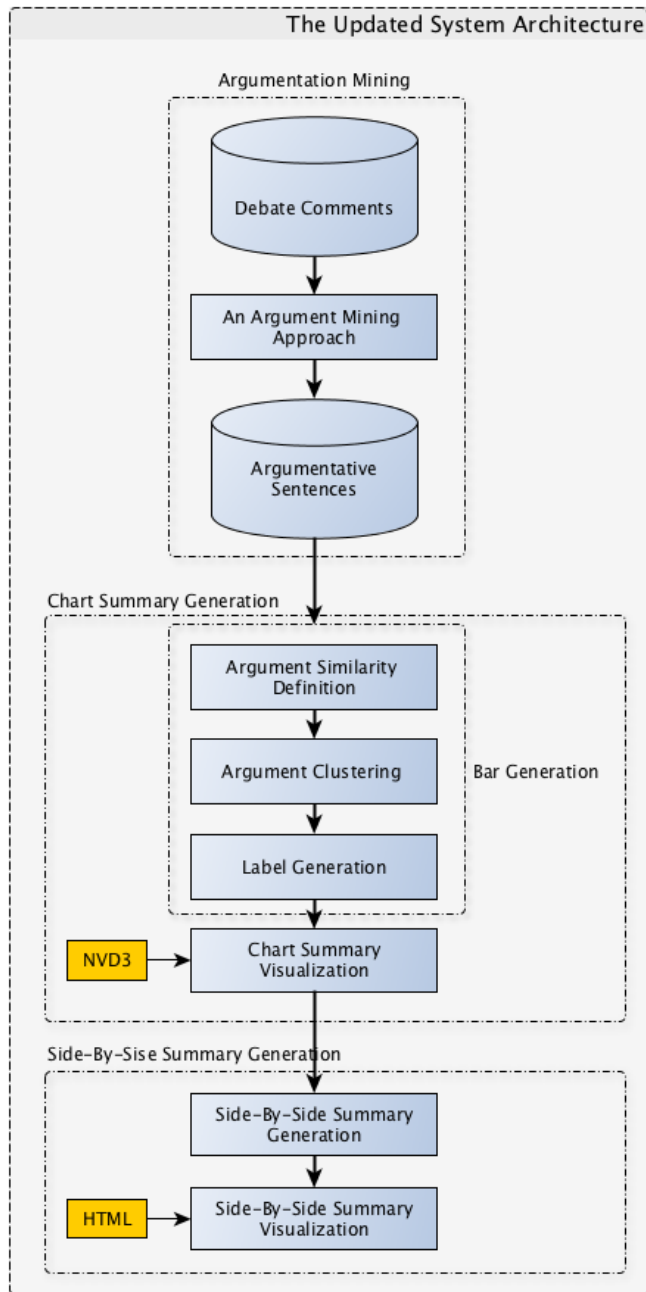 The Updated System Architecture
Argumentation Mining
Debate Comments
An Argument Mining
Approach
Argumentative
Sentences
Chart Summary Generation
Argument Similarity
Definition
Argument Clustering
Bar Generation
Label Generation
NVD3
Chart Summary
Visualization
Side-By-Sise Summary Generation
Side-By-Side Summary
Generation
HTML
Side-By-Side Summary
Visualization